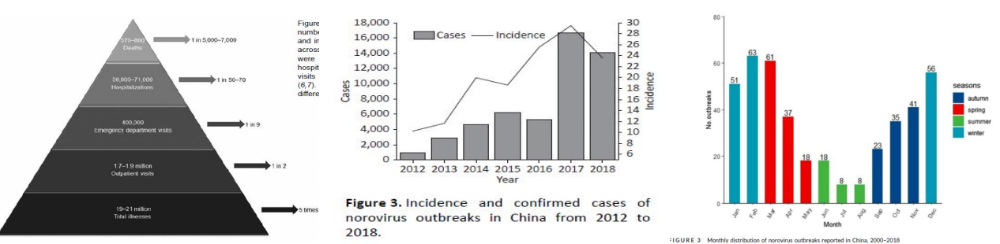 570–800
Deaths
1 in 5,000–7,000
56,000–71,000
Hospitalizations
1 in 50–70
400,000
Emergency department visits
1 in 9
1.7–1.9 million
Outpatient visits
1 in 2
19–21 million
Total illnesses
5 times
Figure
numbe
and in
across
were
hospit
visits
(6,7).
differe
18,000
16,000
14,000
12,000
10,000
8,000
6,000
4,000
2,000
0
Cases
Cases
Incidence
30
28
26
24
22
20
18
16
14
12
10
8
6
Incidence
2012 2013 2014 2015 2016 2017 2018
Year
Figure 3. Incidence and confirmed cases of
norovirus outbreaks in China from 2012 to
2018.
80
60
40
20
0
No.outbreaks
51
63
61
37
18
18
8
8
23
35
41
56
Jan Feb Mar Apr May Jun Jul Aug Sep Oct Nov Dec
Month
seasons
autumn
spring
summer
winter
FIGURE 3 Monthly distribution of norovirus outbreaks reported in China, 2000–2018